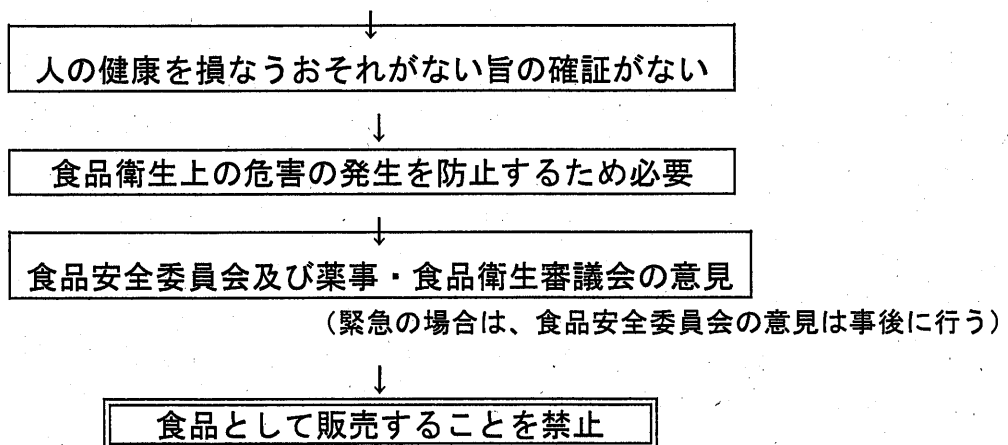 ↓
人の健康を損なうおそれがない旨の確証がない
↓
食品衛生上の危害の発生を防止するため必要
↓
食品安全委員会及び薬事・食品衛生審議会の意見
（緊急の場合は、食品安全委員会の意見は事後に行う）
↓
食品として販売することを禁止